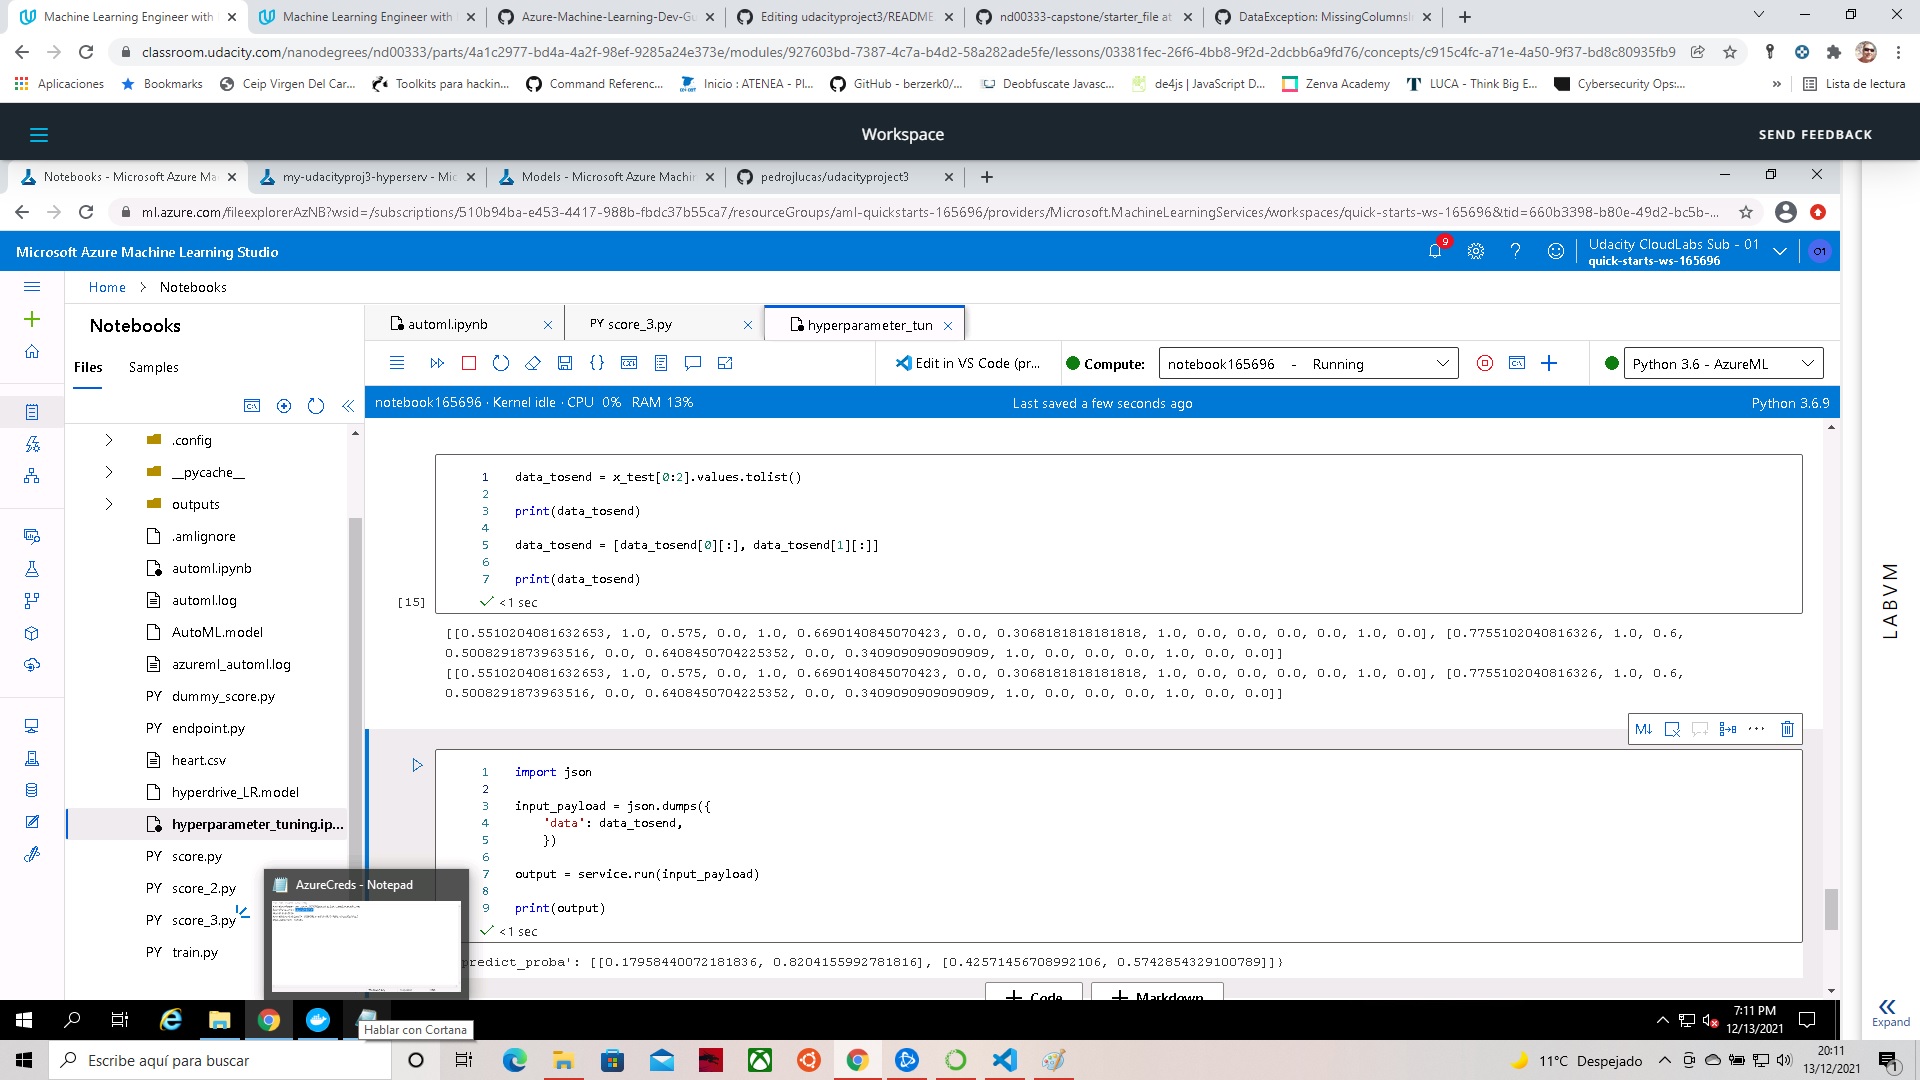 Machine Learning Engineer with
Machine Learning Engineer with
Azure-Machine-Learning-Dev-Gu
Editing udacityproject3/README
nd00333-capstone/starter_file at
DataException: MissingColumnsI
classroom.udacity.com/nanodegrees/nd00333/parts/4a1c2977-bd4a-4a2f-98ef-9285a24e373e/modules/927603bd-7387-4c7a-b4d2-58a282ade5fe/lessons/03381fec-26f6-4bb8-9f2d-2dcbb6a9fd76/concepts/c915c4fc-a71e-4a50-9f37-bd8c80935fb9
Aplicaciones
Bookmarks
Ceip Virgen Del Car...
Toolkits para hackin...
Command Referenc...
Inicio : ATENEA - Pl...
GitHub - berzerk0/...
Deobfuscate Javasc...
de4js | JavaScript D...
Zenva Academy
LUCA - Think Big E...
Cybersecurity Ops:...
»
Lista de lectura
Workspace
SEND FEEDBACK
Notebooks - Microsoft Azure Ma
my-udacityproj3-hyperserv - Mic
Models - Microsoft Azure Machin
pedrojlucas/udacityproject3
ml.azure.com/fileexplorerAzNB?wsid=/subscriptions/510b94ba-e453-4417-988b-fbdc37b55ca7/resourceGroups/aml-quickstarts-165696/providers/Microsoft.MachineLearningServices/workspaces/quick-starts-ws-165696&tid=660b3398-b80e-49d2-bc5b-...
Microsoft Azure Machine Learning Studio
9
Udacity CloudLabs Sub - 01
quick-starts-ws-165696
01
Home > Notebooks
Notebooks
Files
Samples
automl.ipynb
PY score_3.py
hyperparameter_tun
Edit in VS Code (pr...
Compute:
notebook165696 - Running
Python 3.6 - AzureML
notebook165696 · Kernel idle · CPU 0% RAM 13%
Last saved a few seconds ago
Python 3.6.9
.config
__pycache__
outputs
.amlignore
automl.ipynb
automl.log
AutoML.model
azureml_automl.log
PY dummy_score.py
PY endpoint.py
heart.csv
hyperdrive_LR.model
hyperparameter_tuning.ip...
PY score.py
PY score_2.py
PY score_3.py
PY train.py
1 data_tosend = x_test[0:2].values.tolist()
2
3 print(data_tosend)
4
5 data_tosend = [data_tosend[0][:], data_tosend[1][:]]
6
7 print(data_tosend)
[15]
<1 sec
[[0.5510204081632653, 1.0, 0.575, 0.0, 1.0, 0.6690140845070423, 0.0, 0.3068181818181818, 1.0, 0.0, 0.0, 0.0, 0.0, 1.0, 0.0], [0.7755102040816326, 1.0, 0.6,
0.5008291873963516, 0.0, 0.6408450704225352, 0.0, 0.3409090909090909, 1.0, 0.0, 0.0, 0.0, 1.0, 0.0, 0.0]]
[[0.5510204081632653, 1.0, 0.575, 0.0, 1.0, 0.6690140845070423, 0.0, 0.3068181818181818, 1.0, 0.0, 0.0, 0.0, 0.0, 1.0, 0.0], [0.7755102040816326, 1.0, 0.6,
0.5008291873963516, 0.0, 0.6408450704225352, 0.0, 0.3409090909090909, 1.0, 0.0, 0.0, 0.0, 1.0, 0.0, 0.0]]
M↓
1 import json
2
3 input_payload = json.dumps({
4 'data': data_tosend,
5 })
6
7 output = service.run(input_payload)
8
9 print(output)
<1 sec
predict_proba': [[0.17958440072181836, 0.8204155992781816], [0.42571456708992106, 0.5742854329100789]]}
+ Code
+ Markdown
AzureCreds - Notepad
Hablar con Cortana
LABVM
Expand
7:11 PM
12/13/2021
Escribe aquí para buscar
11°C Despejado
20:11
13/12/2021
1